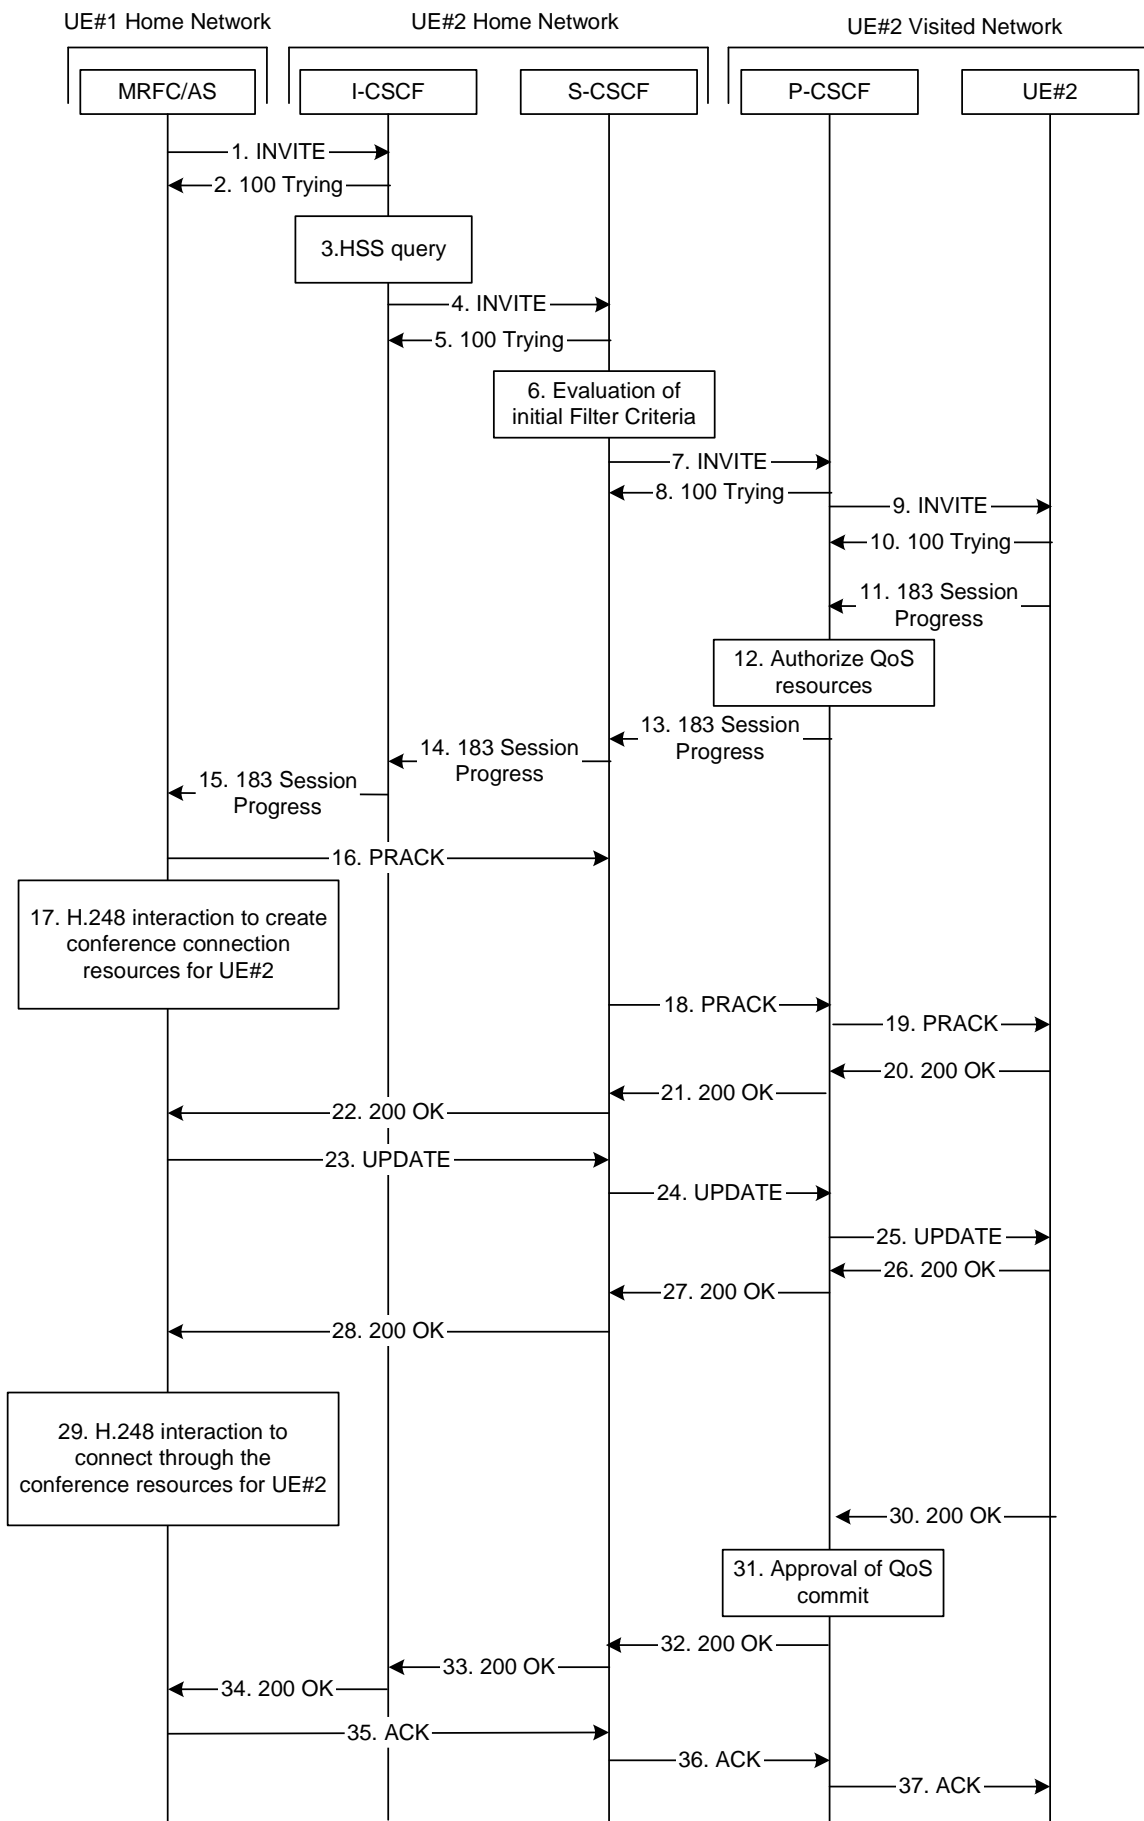 UE#1 Home Network
UE#2 Home Network
UE#2 Visited Network
MRFC/AS
I-CSCF
S-CSCF
P-CSCF
UE#2
1. INVITE
2. 100 Trying
3.HSS query
4. INVITE
5. 100 Trying
6. Evaluation of
initial Filter Criteria
7. INVITE
8. 100 Trying
9. INVITE
10. 100 Trying
11. 183 Session
Progress
12. Authorize QoS
resources
13. 183 Session
Progress
14. 183 Session
Progress
15. 183 Session
Progress
16. PRACK
17. H.248 interaction to create
conference connection
resources for UE#2
18. PRACK
19. PRACK
20. 200 OK
21. 200 OK
22. 200 OK
23. UPDATE
24. UPDATE
25. UPDATE
26. 200 OK
27. 200 OK
28. 200 OK
29. H.248 interaction to
connect through the
conference resources for UE#2
30. 200 OK
31. Approval of QoS
commit
32. 200 OK
33. 200 OK
34. 200 OK
35. ACK
36. ACK
37. ACK